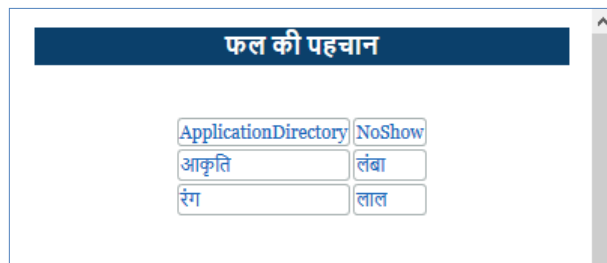 फल की पहचान
ApplicationDirectory NoShow
आकृति लंबा
रंग लाल